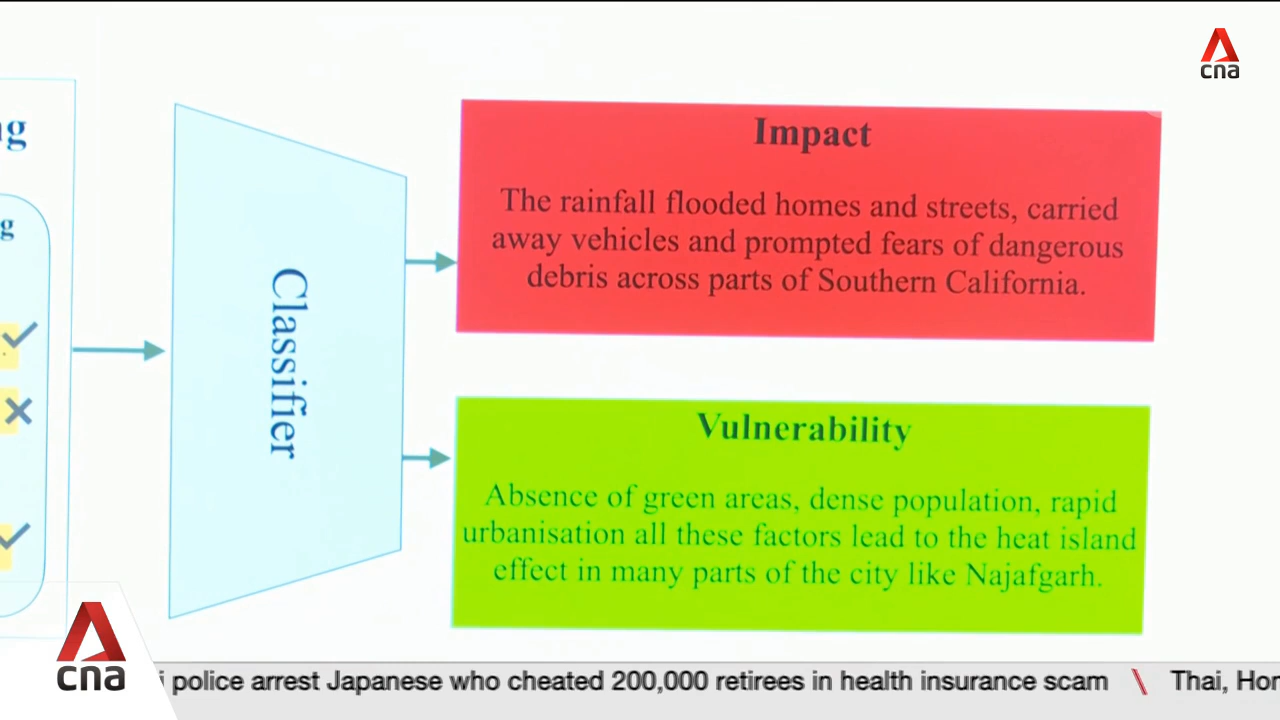 cna
g
Impact
The rainfall flooded homes and streets, carried
away vehicles and prompted fears of dangerous
debris across parts of Southern California.
g
Classifier
Vulnerability
Absence of green areas, dense population, rapid
urbanisation all these factors lead to the heat island
effect in many parts of the city like Najafgarh.
cna
i police arrest Japanese who cheated 200,000 retirees in health insurance scam \ Thai, Hon